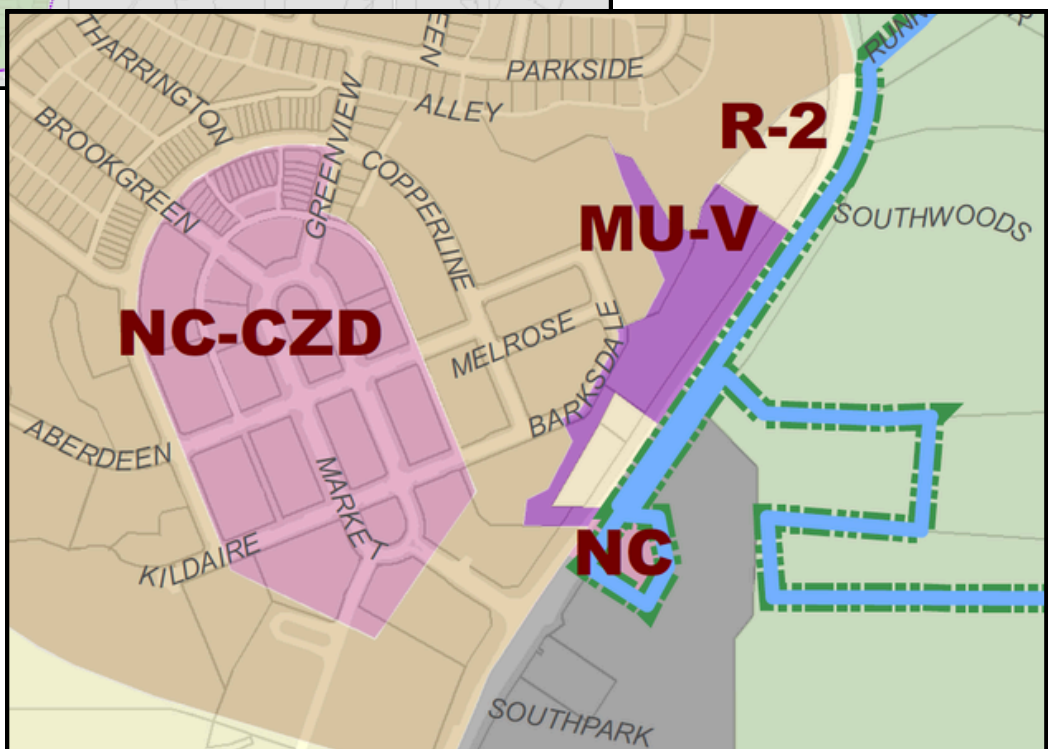 THARRINGTON
PARKSIDE
ALLEY
BROOKGREEN
GREENVIEW
COPPERLINE
R-2
MU-V
SOUTHWOODS
NC-CZD
MELROSE
BARKSDALE
ABERDEEN
MARKET
KILDAIRE
NC
SOUTHPARK